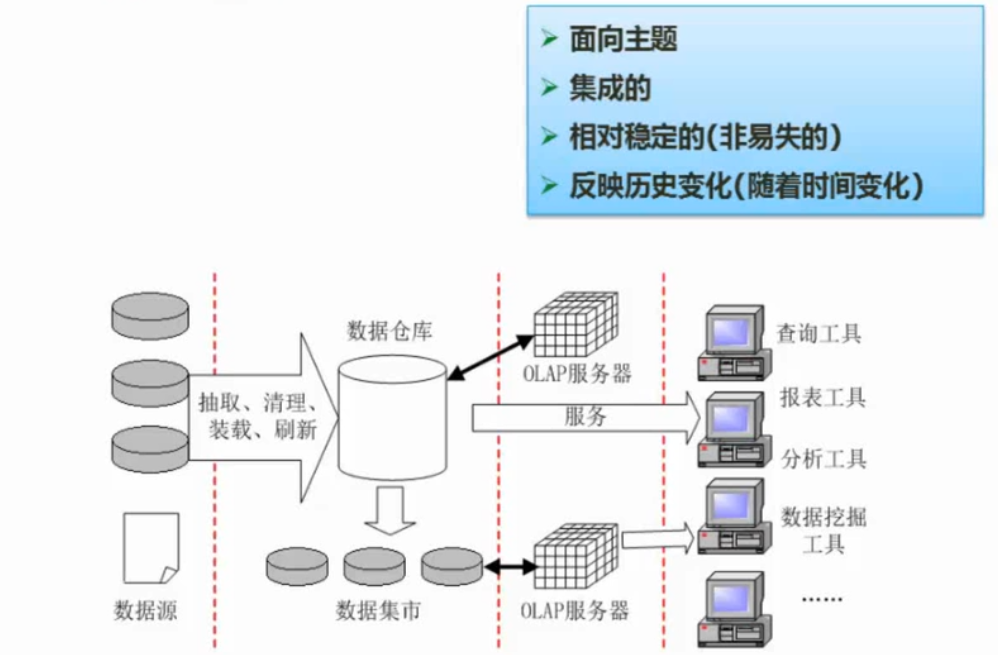 面向主题
集成的
相对稳定的(非易失的)
反映历史变化(随着时间变化)
数据仓库
抽取、清理、
装载、刷新
数据源
数据集市
OLAP服务器
服务
OLAP服务器
查询工具
报表工具
分析工具
数据挖掘
工具
……